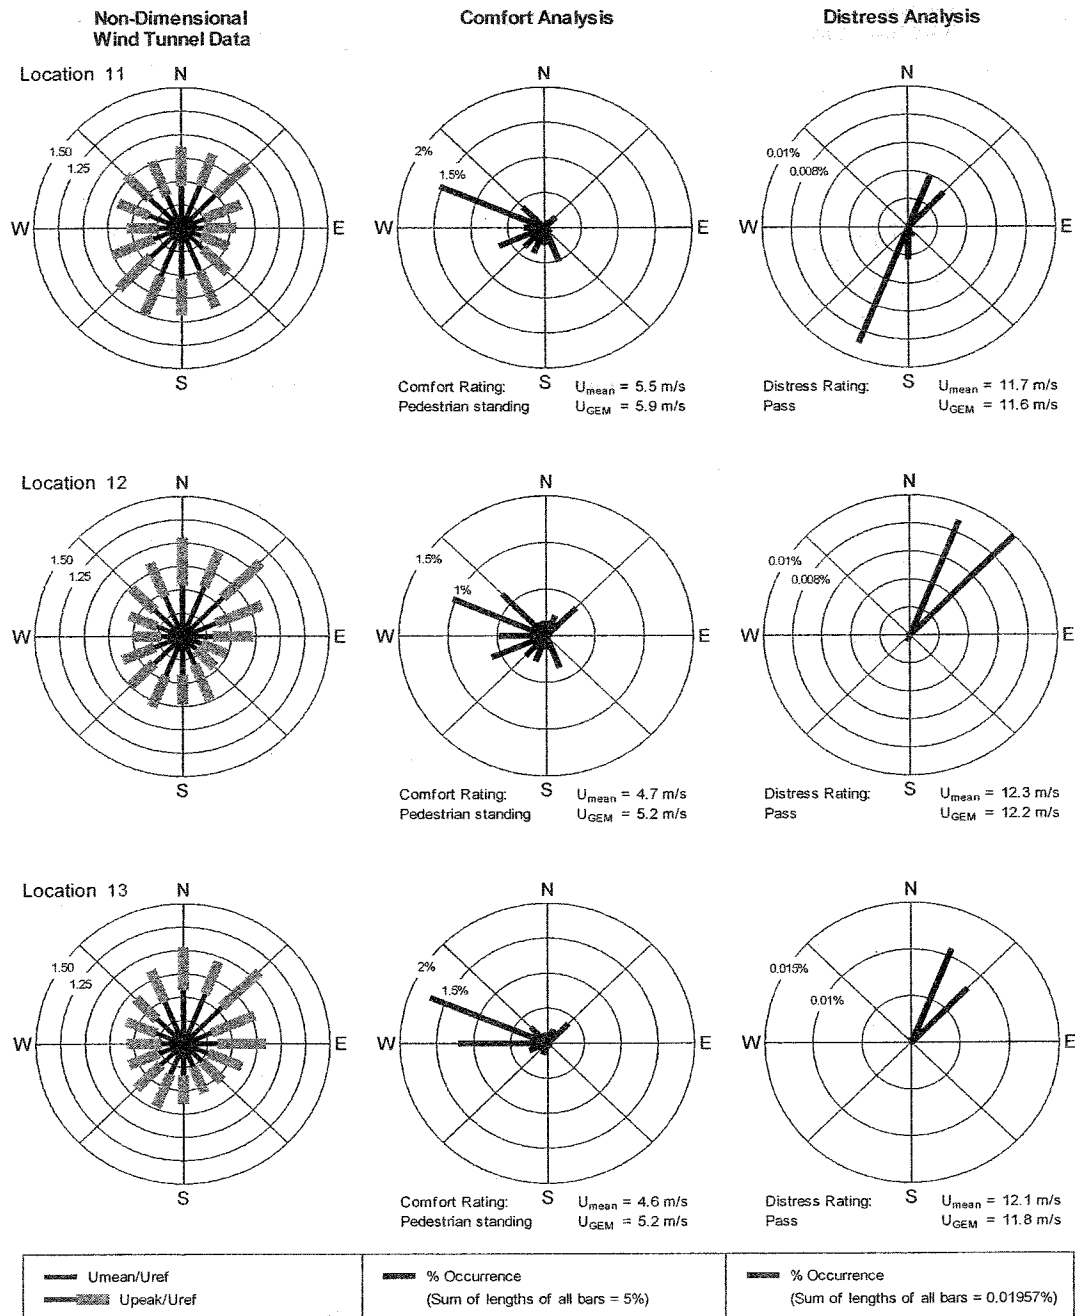 Non-Dimensional
Wind Tunnel Data
Comfort Analysis
Distress Analysis
Location 11
N
1.50
1.25
W
E
S
N
2%
1.5%
W
E
S
Comfort Rating:
Pedestrian standing
Umean = 5.5 m/s
UGEM = 5.9 m/s
N
0.01%
0.008%
W
E
S
Distress Rating:
Pass
Umean = 11.7 m/s
UGEM = 11.6 m/s
Location 12
N
1.50
1.25
W
E
S
N
1.5%
1%
W
E
S
Comfort Rating:
Pedestrian standing
Umean = 4.7 m/s
UGEM = 5.2 m/s
N
0.01%
0.008%
W
E
S
Distress Rating:
Pass
Umean = 12.3 m/s
UGEM = 12.2 m/s
Location 13
N
1.50
1.25
W
E
S
N
2%
1.5%
W
E
S
Comfort Rating:
Pedestrian standing
Umean = 4.6 m/s
UGEM = 5.2 m/s
N
0.015%
0.01%
W
E
S
Distress Rating:
Pass
Umean = 12.1 m/s
UGEM = 11.8 m/s
Umean/Uref
Upeak/Uref
% Occurrence
(Sum of lengths of all bars = 5%)
% Occurrence
(Sum of lengths of all bars = 0.01957%)